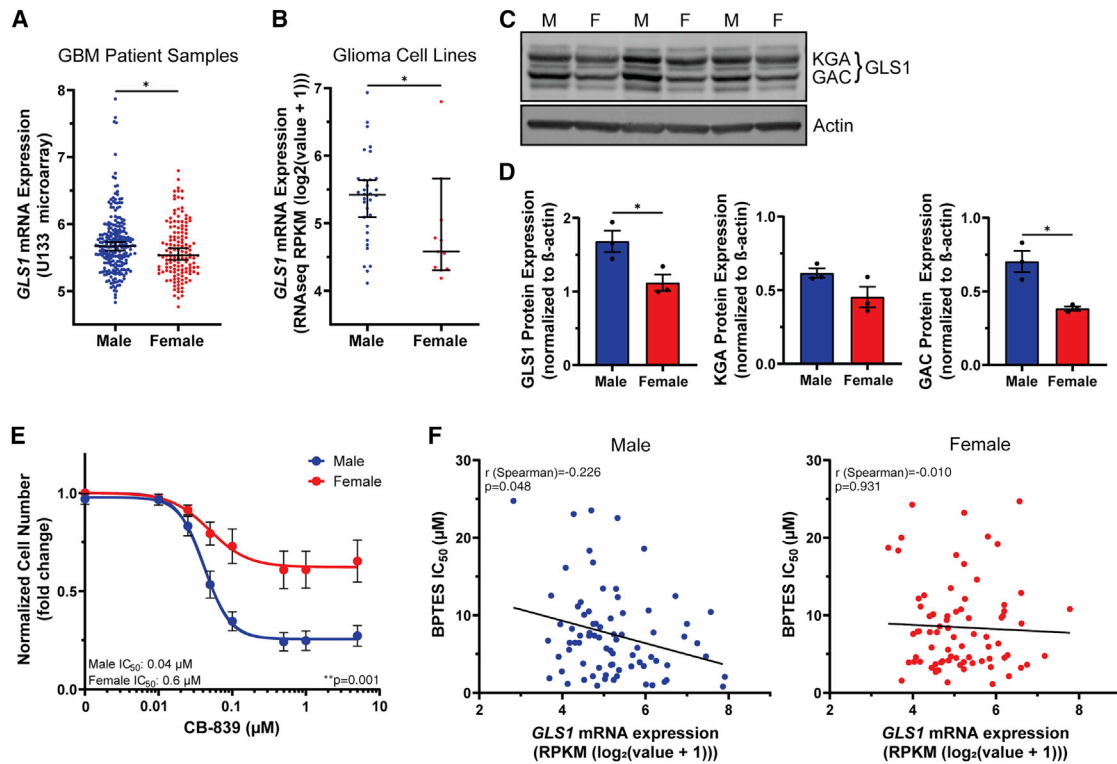 A
GBM Patient Samples
*
GLS1 mRNA Expression
(U133 microarray)
8
7
6
5
Male Female
B
Glioma Cell Lines
*
GLS1 mRNA Expression
(RNAseq RPKM (log2(value + 1)))
7
6
5
4
Male Female
C
M F M F M F
KGA
GAC
GLS1
Actin
D
GLS1 Protein Expression
(normalized to ß-actin)
2
1
0
*
Male Female
KGA Protein Expression
(normalized to ß-actin)
1.0
0.5
0.0
Male Female
GAC Protein Expression
(normalized to ß-actin)
1.0
0.5
0.0
*
Male Female
E
Normalized Cell Number
(fold change)
1.0
0.5
0.0
Male
Female
Male IC50: 0.04 µM
Female IC50: 0.6 µM
**p=0.001
0 0.01 0.1 1 10
CB-839 (µM)
F
Male
r (Spearman)=-0.226
p=0.048
BPTES IC50 (µM)
30
20
10
0
2 4 6 8
GLS1 mRNA expression
(RPKM (log2(value + 1)))
Female
r (Spearman)=-0.010
p=0.931
BPTES IC50 (µM)
30
20
10
0
2 4 6 8
GLS1 mRNA expression
(RPKM (log2(value + 1)))